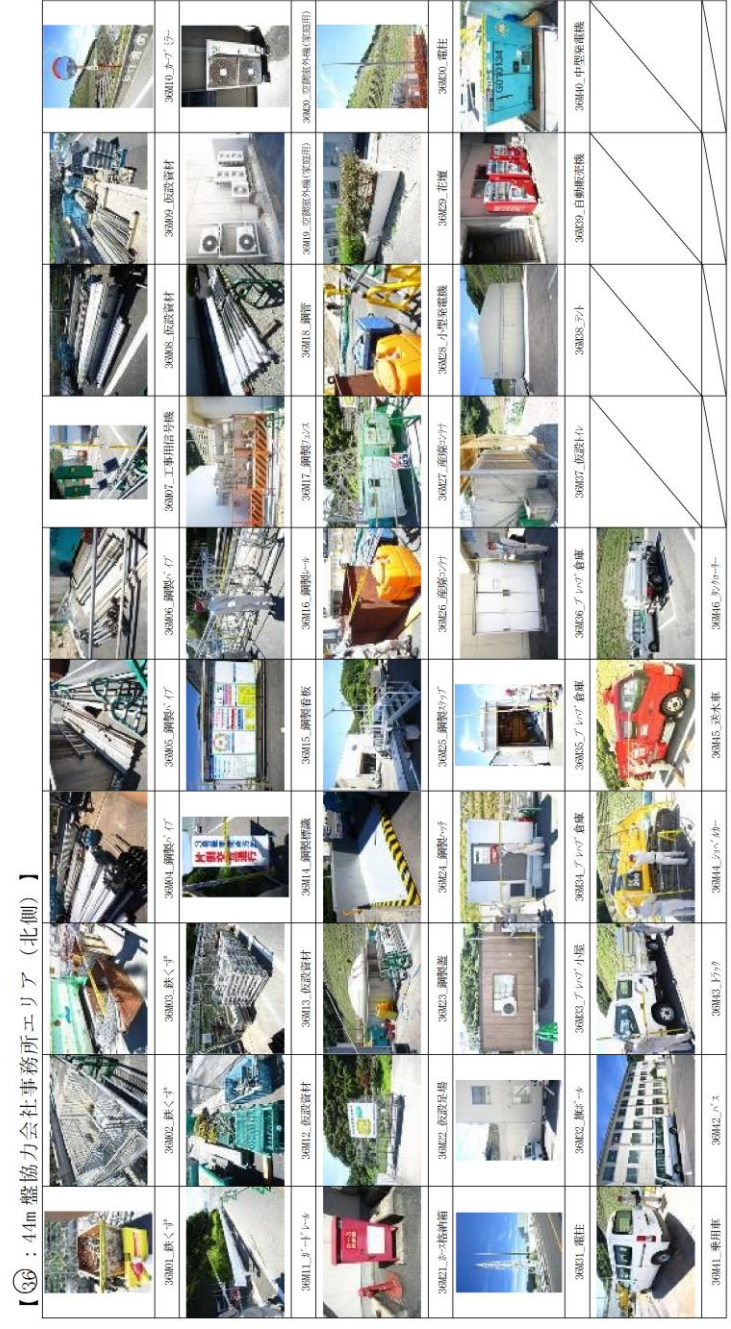 【㊱：44m 盤協力会社事務所エリア（北側）】
36M01_鉄くず
36M02_鉄くず
36M03_鉄くず
36M04_鋼製パイプ
36M05_鋼製パイプ
36M06_鋼製パイプ
36M07_工事用信号機
36M08_仮設資材
36M09_仮設資材
36M10_カーブミラー
36M11_ガードレール
36M12_仮設資材
36M13_仮設資材
36M14_鋼製標識
36M15_鋼製看板
36M16_鋼製レール
36M17_鋼製フェンス
36M18_鋼管
36M19_空調室外機(家庭用)
36M20_空調室外機(家庭用)
36M21_ホース格納箱
36M22_仮設足場
36M23_鋼製蓋
36M24_鋼製ハッチ
36M25_鋼製ステップ
36M26_産廃コンテナ
36M27_産廃コンテナ
36M28_小型発電機
36M29_花壇
36M30_電柱
36M31_電柱
36M32_旗ポール
36M33_プレハブ小屋
36M34_プレハブ倉庫
36M35_プレハブ倉庫
36M36_プレハブ倉庫
36M37_仮設トイレ
36M38_テント
36M39_自動販売機
36M40_中型発電機
36M41_乗用車
36M42_バス
36M43_トラック
36M44_ショベルカー
36M45_送水車
36M46_タンクローリー
片側交互通行
G010134